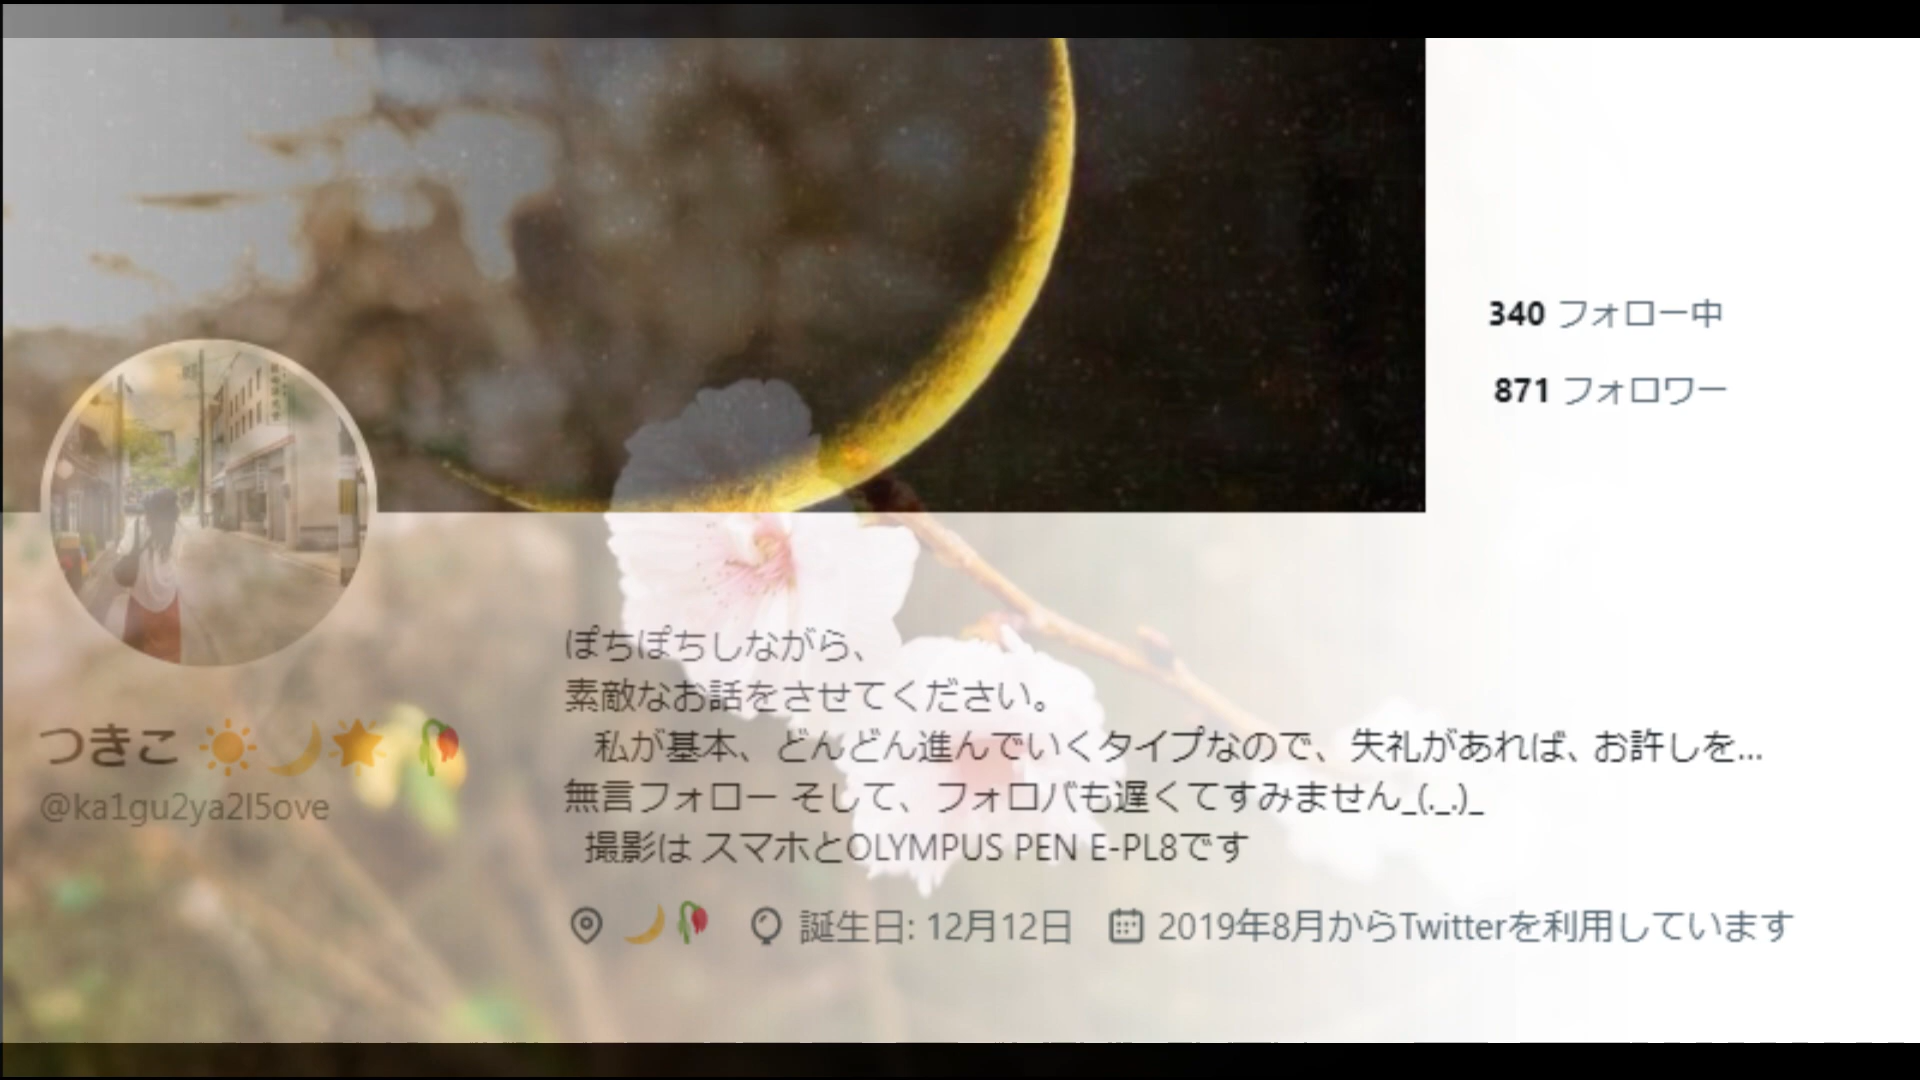 340 フォロー中
871 フォロワー
つきこ ☀️🌙⭐🥀
@ka1gu2ya2l5ove
ぽちぽちしながら、
素敵なお話をさせてください。
私が基本、どんどん進んでいくタイプなので、失礼があれば、お許しを...
無言フォロー そして、フォロバも遅くてすみません_(._.)_
撮影は スマホとOLYMPUS PEN E-PL8です
🌙🥀 誕生日: 12月12日 2019年8月からTwitterを利用しています